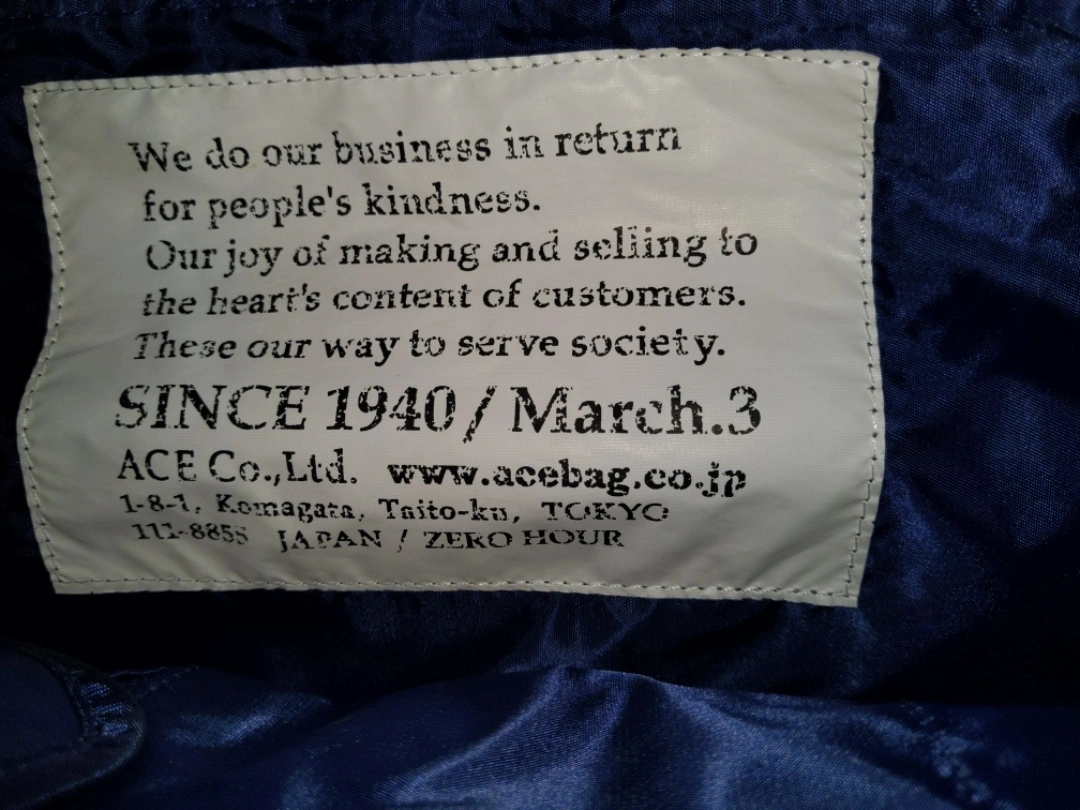 We do our business in return
for people's kindness.
Our joy of making and selling to
the heart's content of customers.
These our way to serve society.
SINCE 1940/ March.3
ACE Co.,Ltd. www.acebag.co.jp
1-8-1, Komagata, Taito-ku, TOKYO
111-8855 JAPAN / ZERO HOUR